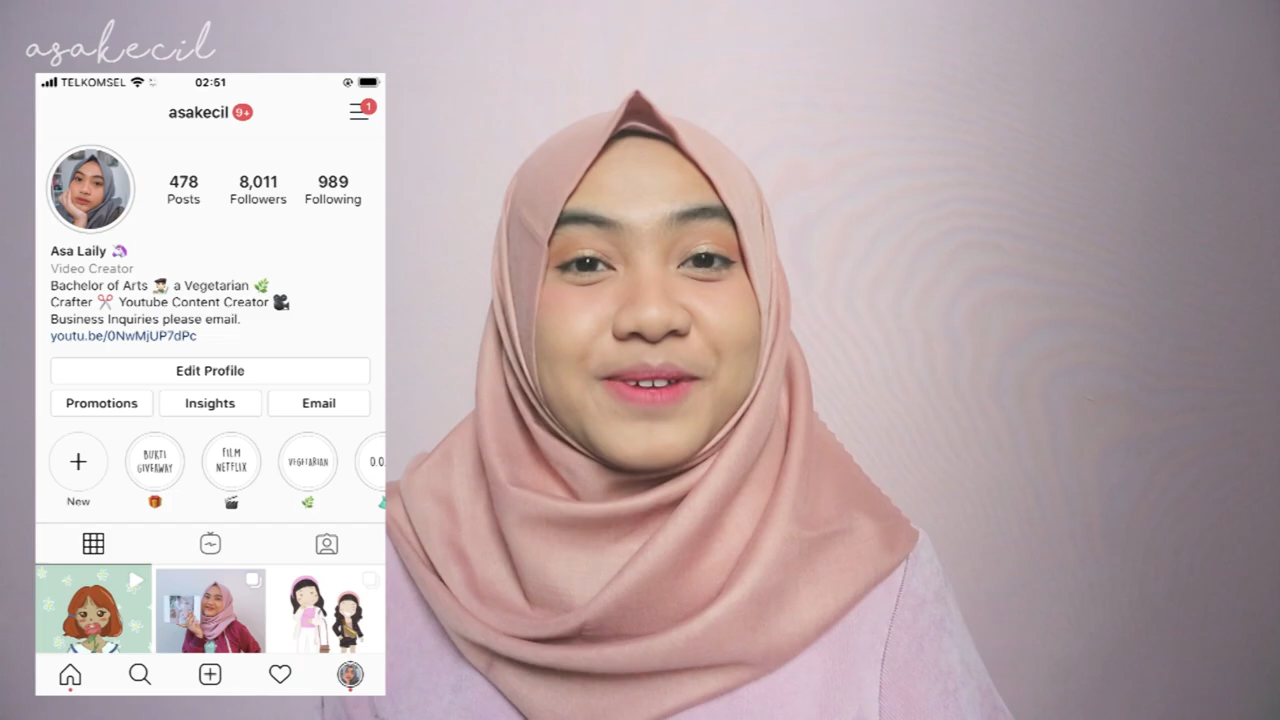 asakecil
TELKOMSEL 02:51
asakecil 9+ 1
478 8,011 989
Posts Followers Following
Asa Laily
Video Creator
Bachelor of Arts a Vegetarian
Crafter Youtube Content Creator
Business Inquiries please email.
youtu.be/0NwMjUP7dPc
Edit Profile
Promotions Insights Email
BUKTI GIVEAWAY
FILM NETFLIX
VEGETARIAN
O.O.
New